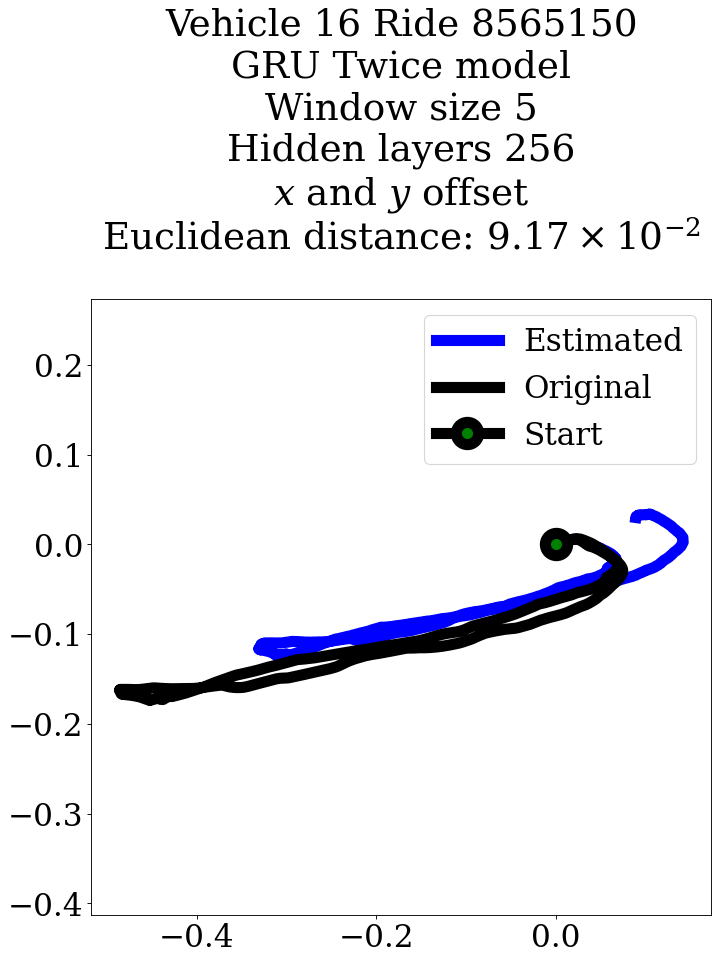 Vehicle 16 Ride 8565150
GRU Twice model
Window size 5
Hidden layers 256
x and y offset
Euclidean distance: 9.17 × 10⁻²
Estimated
Original
Start
0.2
0.1
0.0
−0.1
−0.2
−0.3
−0.4
−0.4 −0.2 0.0